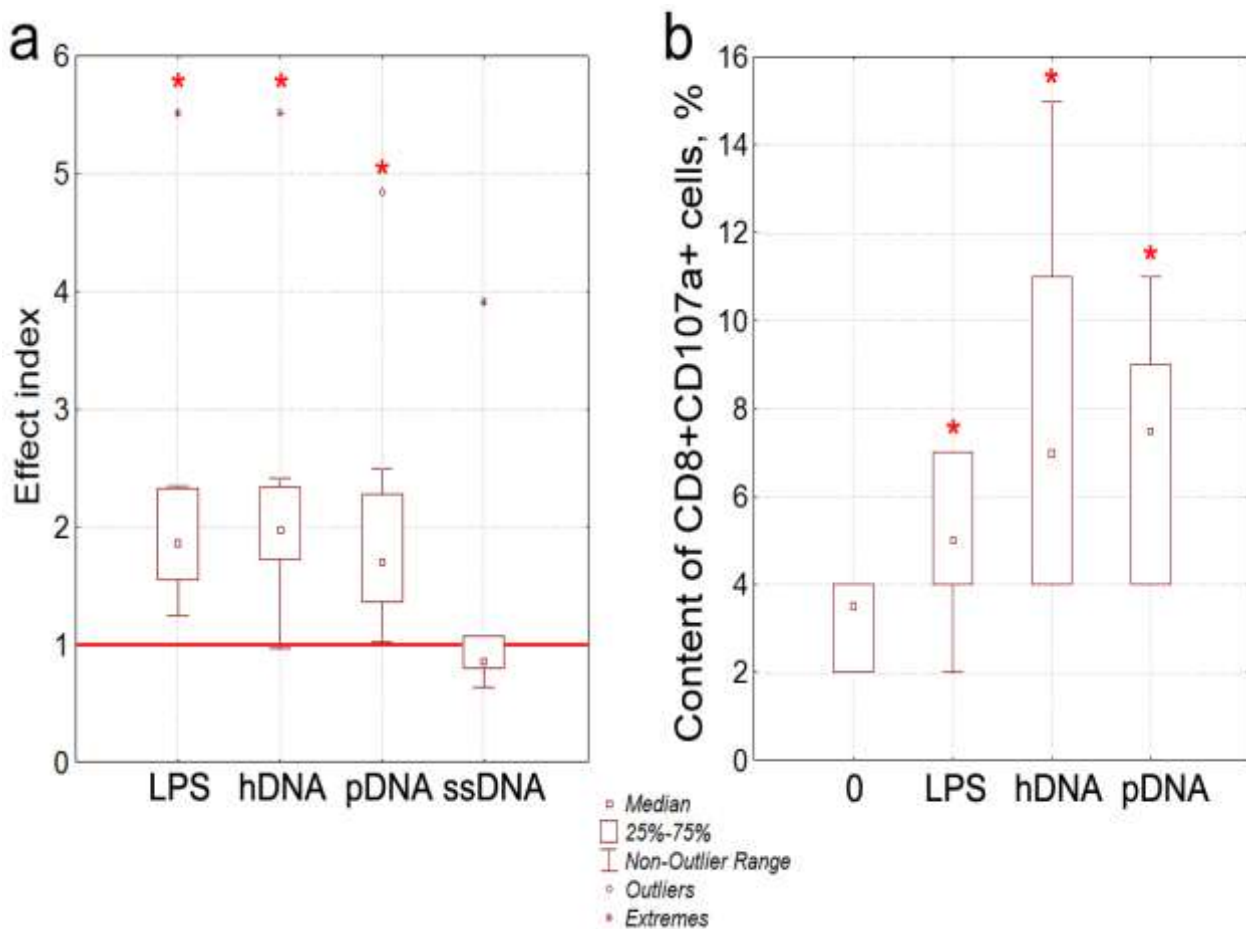 a
6
5
4
3
2
1
0
Effect index
LPS hDNA pDNA ssDNA
*
*
*
b
16
14
12
10
8
6
4
2
0
Content of CD8+CD107a+ cells, %
0 LPS hDNA pDNA
*
*
*
Median
25%-75%
Non-Outlier Range
Outliers
Extremes